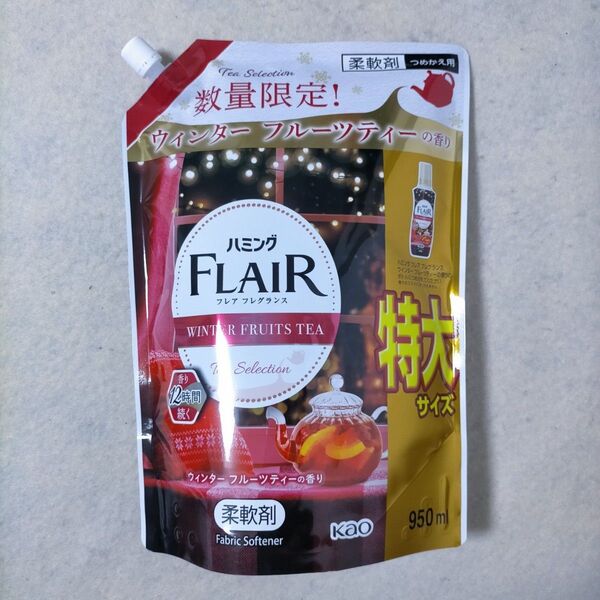 柔軟剤 つめかえ用
Tea Selection
数量限定!
ウィンター フルーツティーの香り
FLAIR
ハミング
FLAIR
フレア フレグランス
WINTER FRUITS TEA
Tea Selection
特大
サイズ
香り
12時間
続く
ウィンター フルーツティーの香り
柔軟剤
Fabric Softener
Kao
950ml